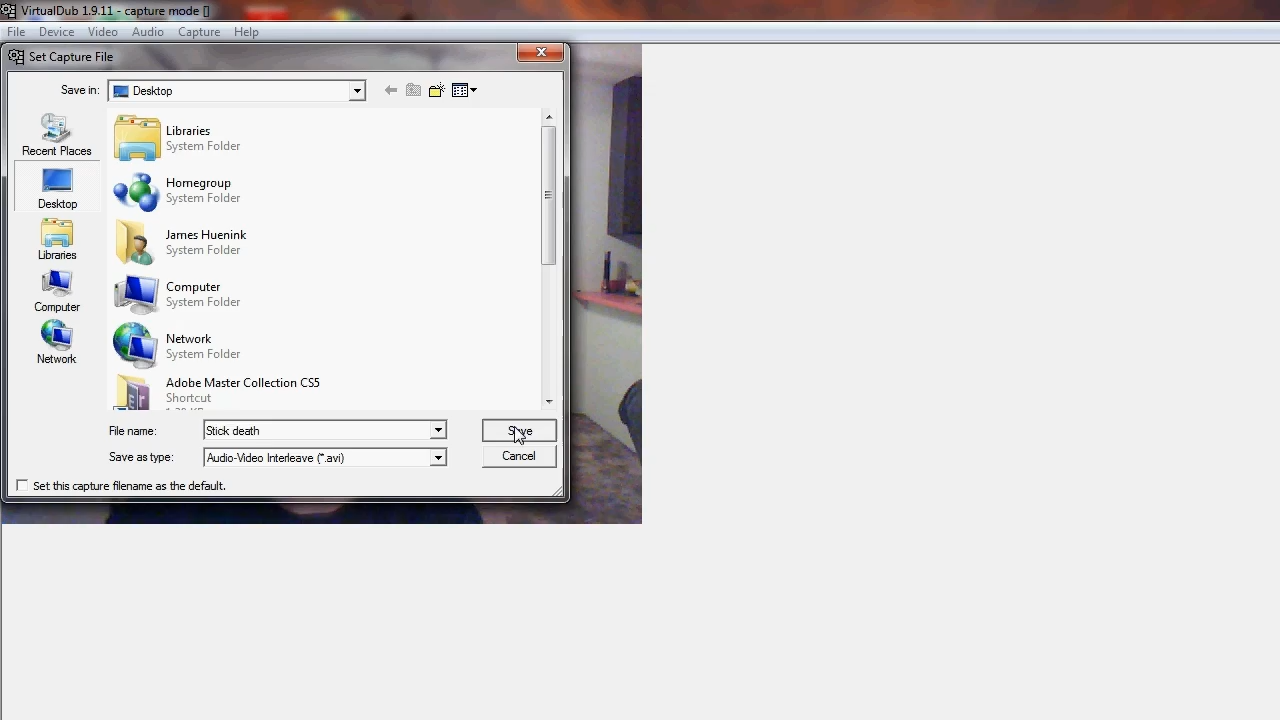 VirtualDub 1.9.11 - capture mode []
File Device Video Audio Capture Help
Set Capture File
Save in: Desktop
Recent Places
Desktop
Libraries
Computer
Network
Libraries
System Folder
Homegroup
System Folder
James Huenink
System Folder
Computer
System Folder
Network
System Folder
Adobe Master Collection CS5
Shortcut
File name: Stick death
Save
Save as type: Audio-Video Interleave (*.avi)
Cancel
Set this capture filename as the default.